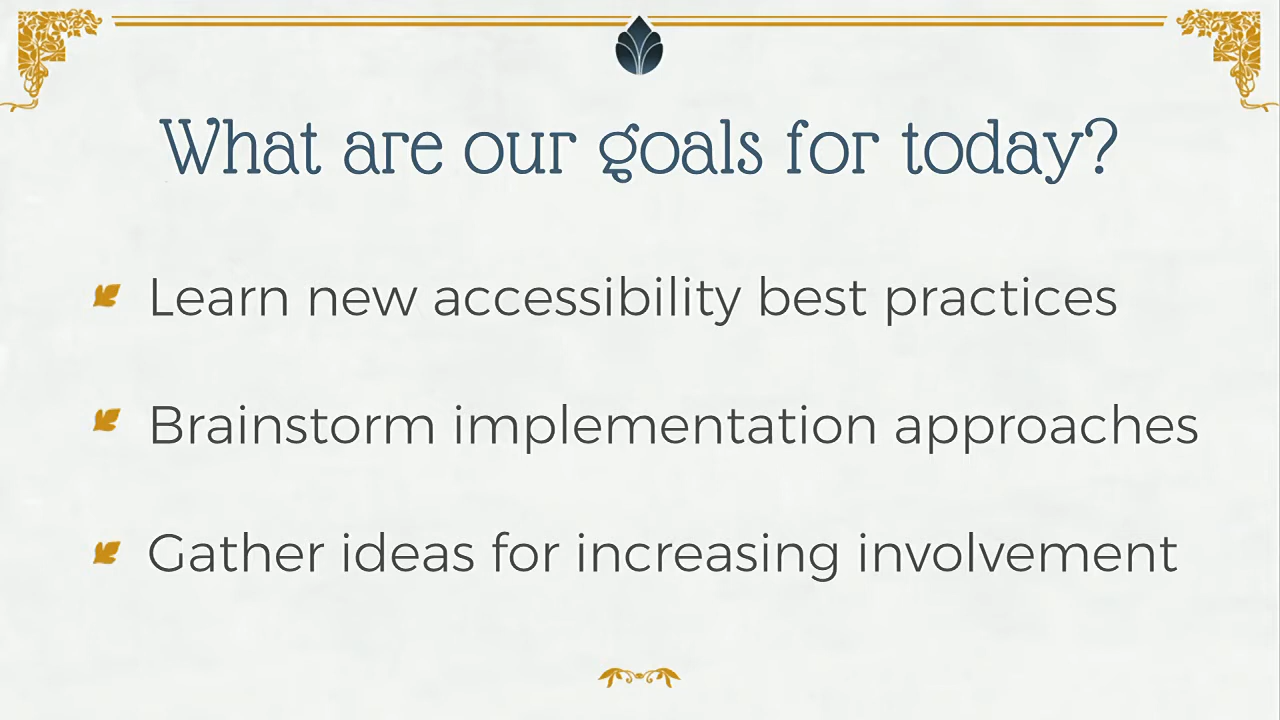 What are our goals for today?
Learn new accessibility best practices
Brainstorm implementation approaches
Gather ideas for increasing involvement